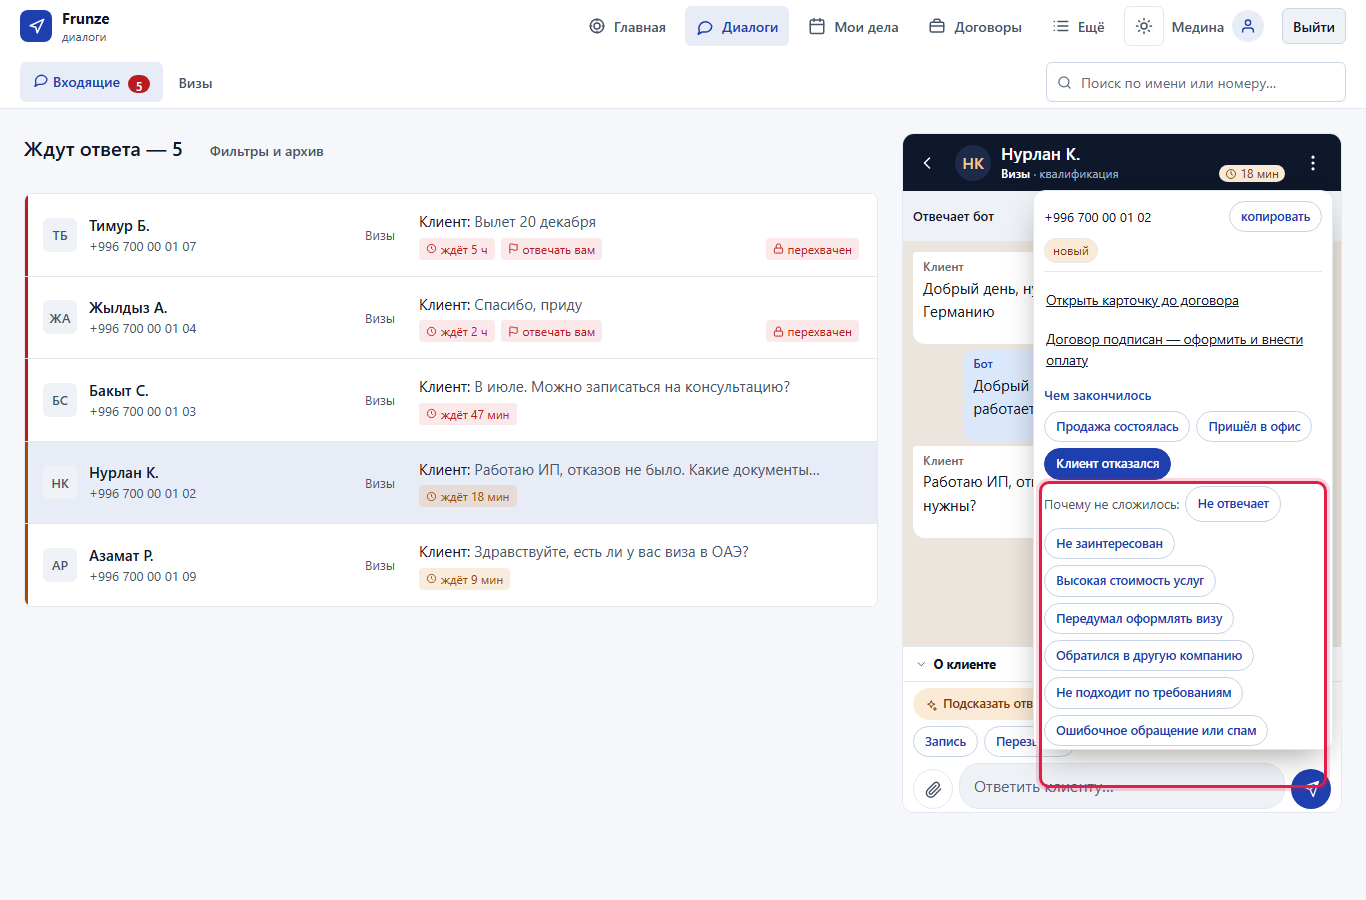 Frunze
диалоги
Главная
Диалоги
Мои дела
Договоры
Ещё
Медина
Выйти
Входящие 5
Визы
Поиск по имени или номеру...
Ждут ответа — 5
Фильтры и архив
ТБ
Тимур Б.
+996 700 00 01 07
Визы
Клиент: Вылет 20 декабря
ждёт 5 ч
отвечать вам
перехвачен
ЖА
Жылдыз А.
+996 700 00 01 04
Визы
Клиент: Спасибо, приду
ждёт 2 ч
отвечать вам
перехвачен
БС
Бакыт С.
+996 700 00 01 03
Визы
Клиент: В июле. Можно записаться на консультацию?
ждёт 47 мин
НК
Нурлан К.
+996 700 00 01 02
Визы
Клиент: Работаю ИП, отказов не было. Какие документы...
ждёт 18 мин
АР
Азамат Р.
+996 700 00 01 09
Визы
Клиент: Здравствуйте, есть ли у вас виза в ОАЭ?
ждёт 9 мин
НК
Нурлан К.
Визы · квалификация
18 мин
Отвечает бот
Клиент
Добрый день,
Германию
Бот
Добрый
работает
Клиент
Работаю ИП,
нужны?
О клиенте
Подсказать
Запись
Ответить клиенту...
+996 700 00 01 02
копировать
новый
Открыть карточку до договора
Договор подписан — оформить и внести
оплату
Чем закончилось
Продажа состоялась
Пришёл в офис
Клиент отказался
Почему не сложилось:
Не отвечает
Не заинтересован
Высокая стоимость услуг
Передумал оформлять визу
Обратился в другую компанию
Не подходит по требованиям
Ошибочное обращение или спам